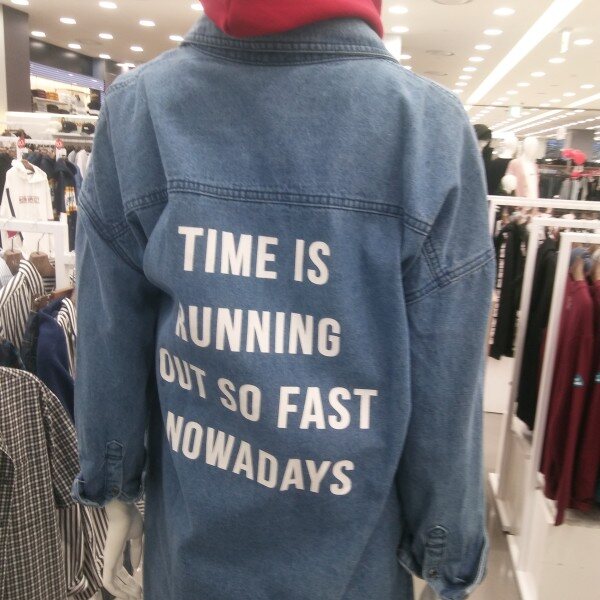 TIME IS
RUNNING
OUT SO FAST
NOWADAYS